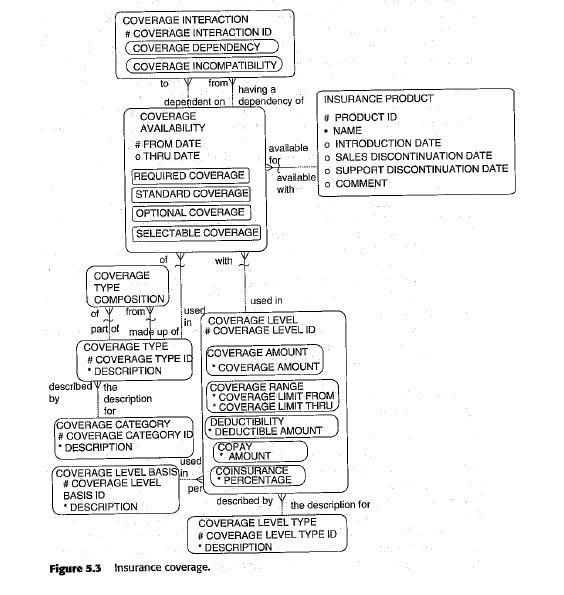 COVERAGE INTERACTION
# COVERAGE INTERACTION ID
COVERAGE DEPENDENCY
COVERAGE INCOMPATIBILITY
to
from
having a
dependent on
dependency of
COVERAGE
AVAILABILITY
# FROM DATE
o THRU DATE
REQUIRED COVERAGE
STANDARD COVERAGE
OPTIONAL COVERAGE
SELECTABLE COVERAGE
available
for
available
with
INSURANCE PRODUCT
# PRODUCT ID
* NAME
o INTRODUCTION DATE
o SALES DISCONTINUATION DATE
o SUPPORT DISCONTINUATION DATE
o COMMENT
of
with
used in
used
in
COVERAGE
TYPE
COMPOSITION
of
from
part of
made up of
COVERAGE TYPE
# COVERAGE TYPE ID
* DESCRIPTION
described
by
the
description
for
COVERAGE CATEGORY
# COVERAGE CATEGORY ID
* DESCRIPTION
COVERAGE LEVEL
# COVERAGE LEVEL ID
COVERAGE AMOUNT
* COVERAGE AMOUNT
COVERAGE RANGE
* COVERAGE LIMIT FROM
* COVERAGE LIMIT THRU
DEDUCTIBILITY
* DEDUCTIBLE AMOUNT
COPAY
* AMOUNT
COINSURANCE
* PERCENTAGE
used
in
per
COVERAGE LEVEL BASIS
# COVERAGE LEVEL
BASIS ID
* DESCRIPTION
described by
the description for
COVERAGE LEVEL TYPE
# COVERAGE LEVEL TYPE ID
* DESCRIPTION
Figure 5.3 Insurance coverage.